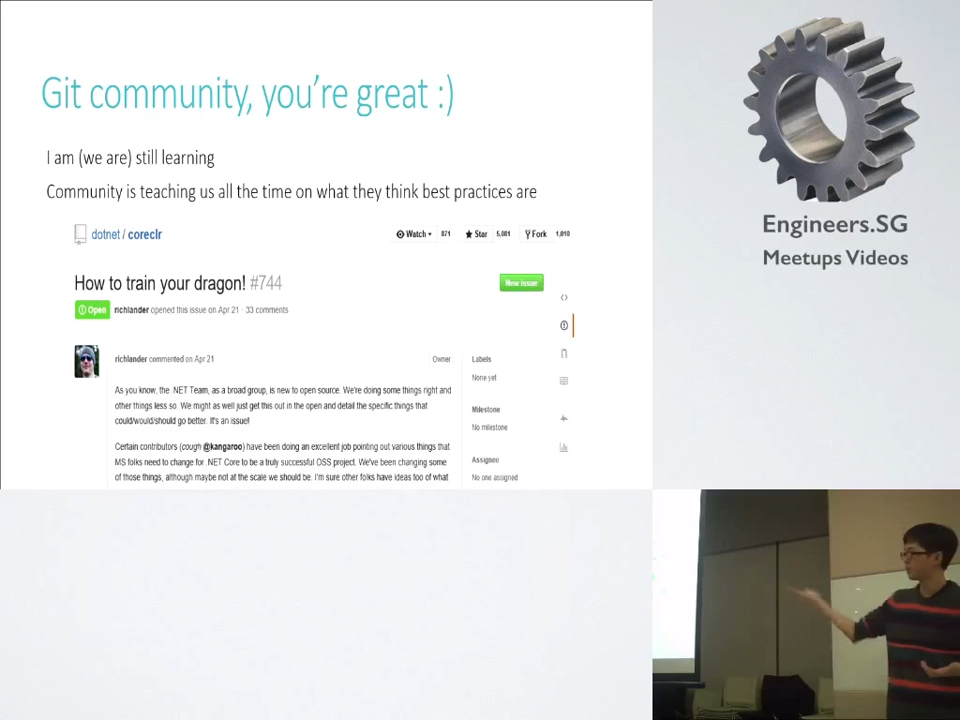 Git community, you're great :)
I am (we are) still learning
Community is teaching us all the time on what they think best practices are
dotnet / coreclr
Watch 871 Star 5,081 Fork 1,010
How to train your dragon! #744
New issue
Open richlander opened this issue on Apr 21 · 33 comments
richlander commented on Apr 21 Owner
As you know, the .NET Team, as a broad group, is new to open source. We're doing some things right and
other things less so. We might as well just get this out in the open and detail the specific things that
could/would/should go better. It's an issue!
Certain contributors (cough @kangaroo) have been doing an excellent job pointing out various things that
MS folks need to change for .NET Core to be a truly successful OSS project. We've been changing some
of those things, although maybe not at the scale we should be. I'm sure other folks have ideas too of what
Labels
None yet
Milestone
No milestone
Assignee
No one assigned
Engineers.SG
Meetups Videos